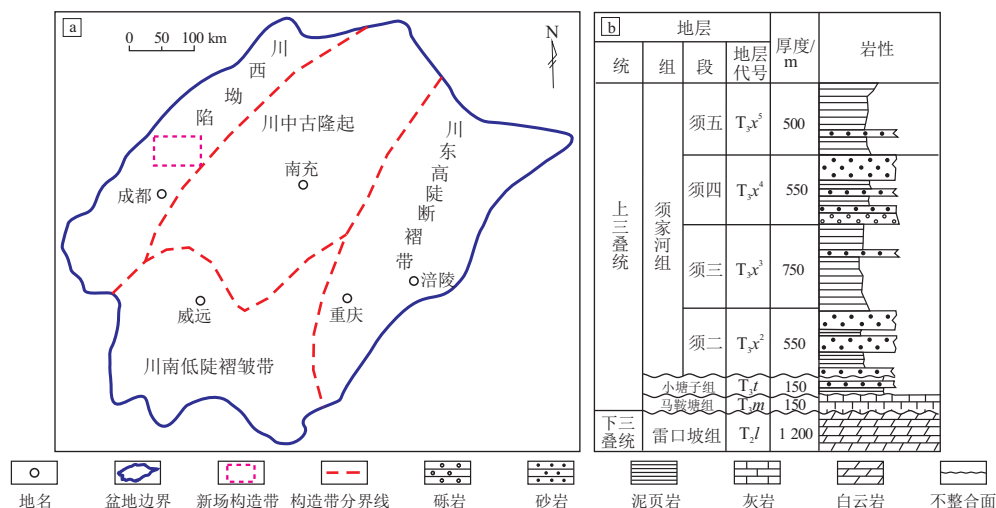 a
0 50 100 km
N
川西坳陷
川中古隆起
川东高陡断褶带
南充
成都
涪陵
威远
重庆
川南低陡褶皱带
b
地层
厚度/m
岩性
统
组
段
地层代号
上三叠统
须家河组
须五
T₃x⁵
500
须四
T₃x⁴
550
须三
T₃x³
750
须二
T₃x²
550
小塘子组
T₃t
150
马鞍塘组
T₃m
150
下三叠统
雷口坡组
T₂l
1 200
地名
盆地边界
新场构造带
构造带分界线
砾岩
砂岩
泥页岩
灰岩
白云岩
不整合面